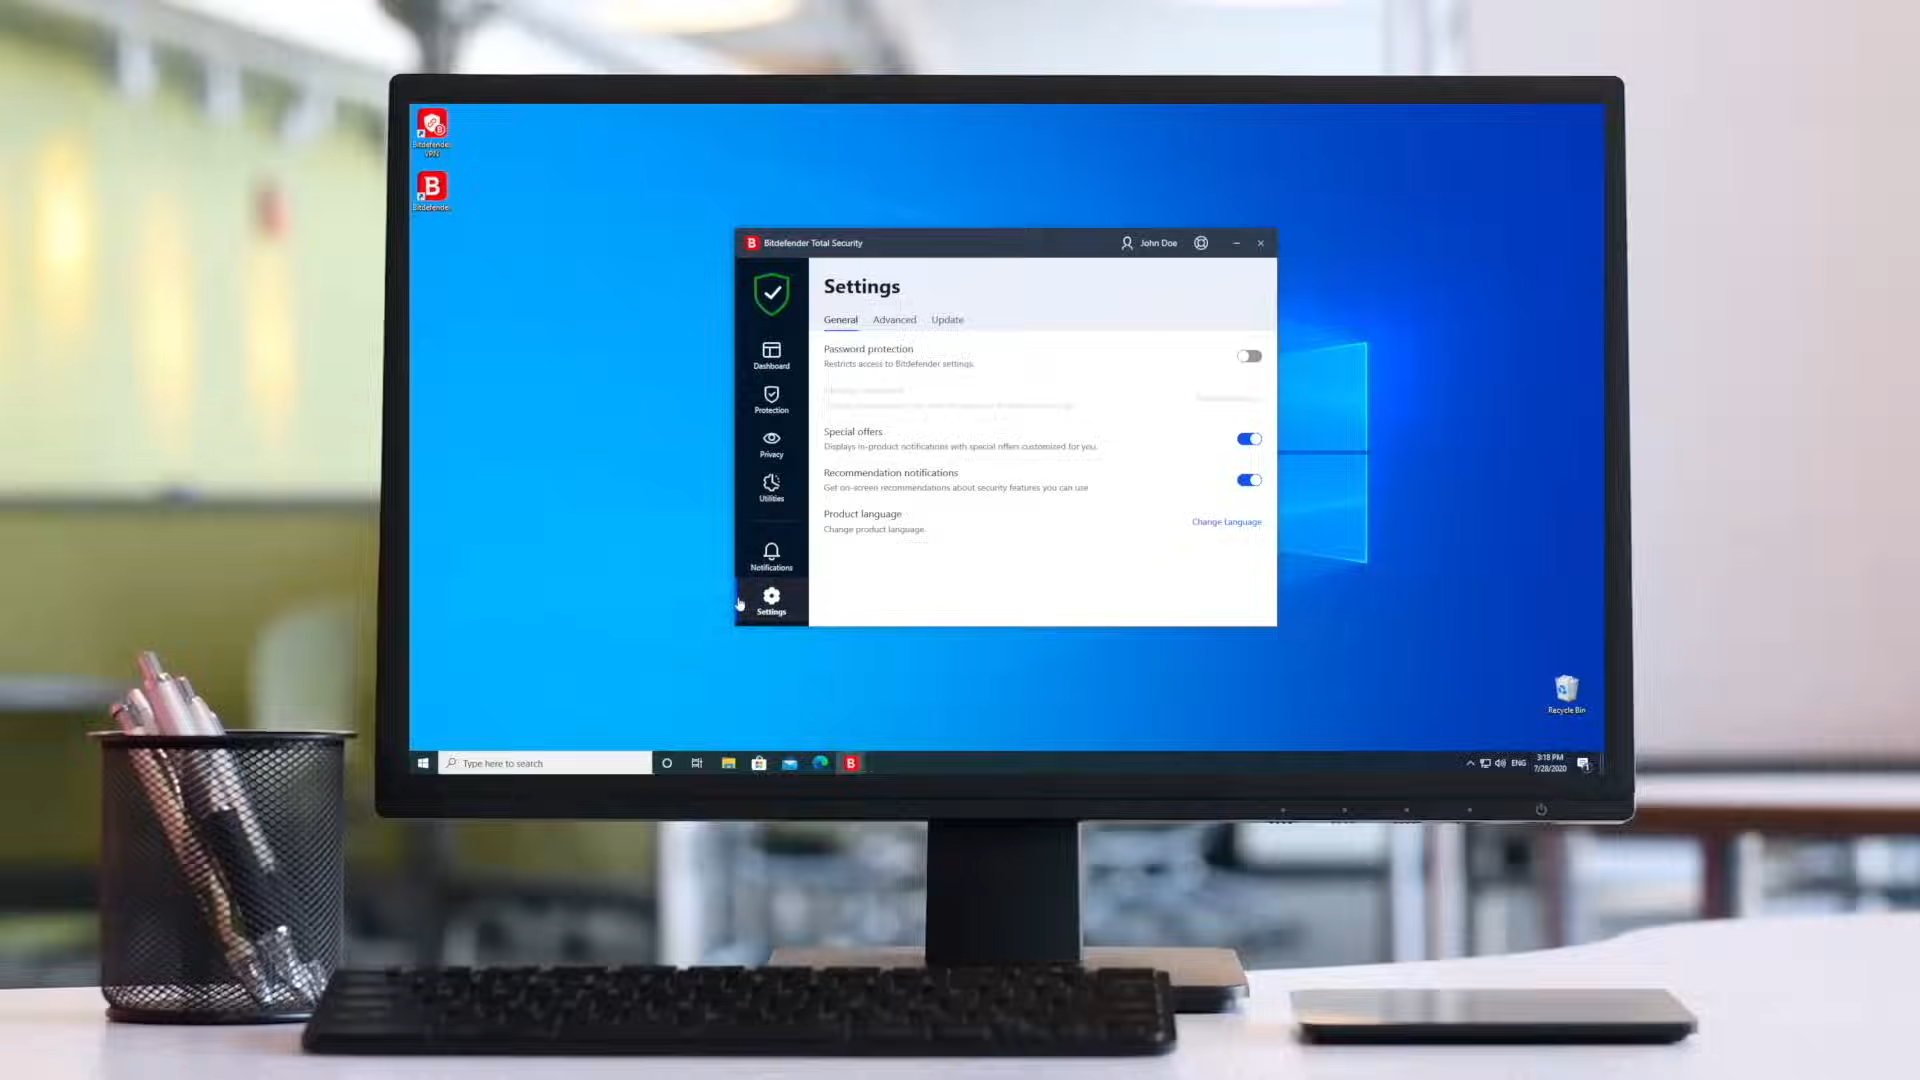 Bitdefender
VPN
B
Bitdefender
B Bitdefender Total Security
John Doe
Settings
General Advanced Update
Password protection
Restricts access to Bitdefender settings.
Special offers
Displays in-product notifications with special offers customized for you.
Recommendation notifications
Get on-screen recommendations about security features you can use
Product language
Change product language.
Change Language
Dashboard
Protection
Privacy
Utilities
Notifications
Settings
Recycle Bin
Type here to search
B
ENG
3:18 PM
7/28/2020